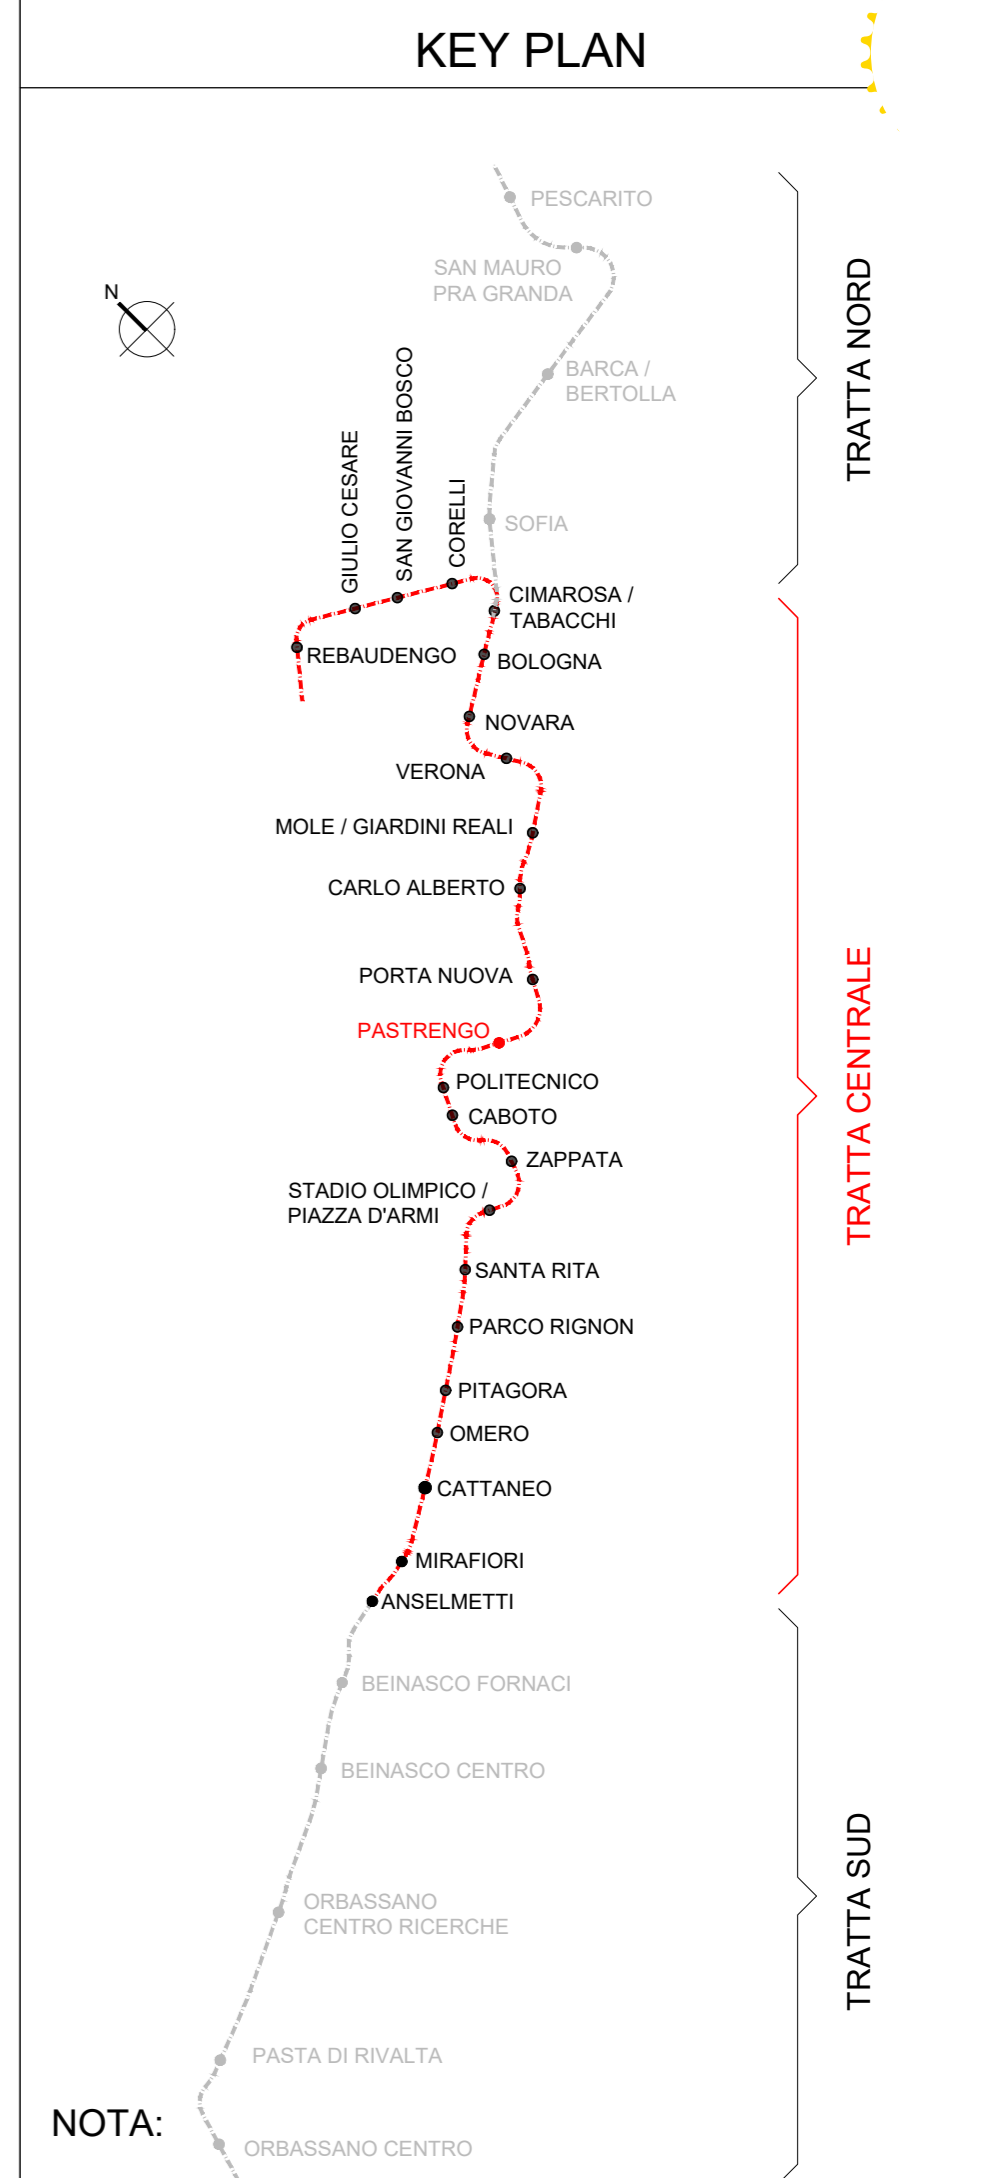 KEY PLAN
PESCARITO
SAN MAURO
PRA GRANDA
N
BARCA /
BERTOLLA
TRATTA NORD
SOFIA
GIULIO CESARE
SAN GIOVANNI BOSCO
CORELLI
CIMAROSA /
TABACCHI
REBAUDENGO
BOLOGNA
NOVARA
VERONA
MOLE / GIARDINI REALI
CARLO ALBERTO
PORTA NUOVA
PASTRENGO
POLITECNICO
CABOTO
ZAPPATA
STADIO OLIMPICO /
PIAZZA D'ARMI
TRATTA CENTRALE
SANTA RITA
PARCO RIGNON
PITAGORA
OMERO
CATTANEO
MIRAFIORI
ANSELMETTI
BEINASCO FORNACI
BEINASCO CENTRO
ORBASSANO
CENTRO RICERCHE
TRATTA SUD
PASTA DI RIVALTA
NOTA:
ORBASSANO CENTRO